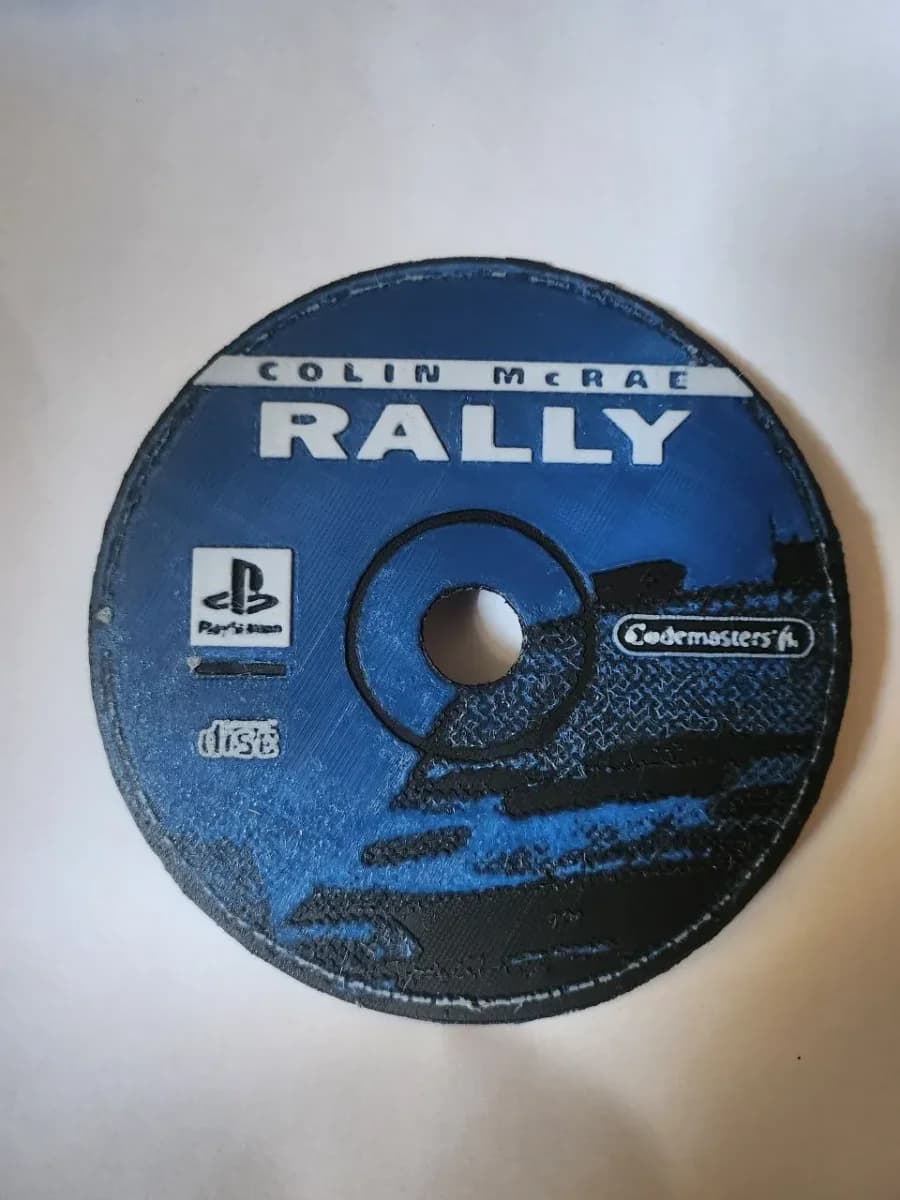 COLIN McRAE
RALLY
PlayStation
Codemasters
disc